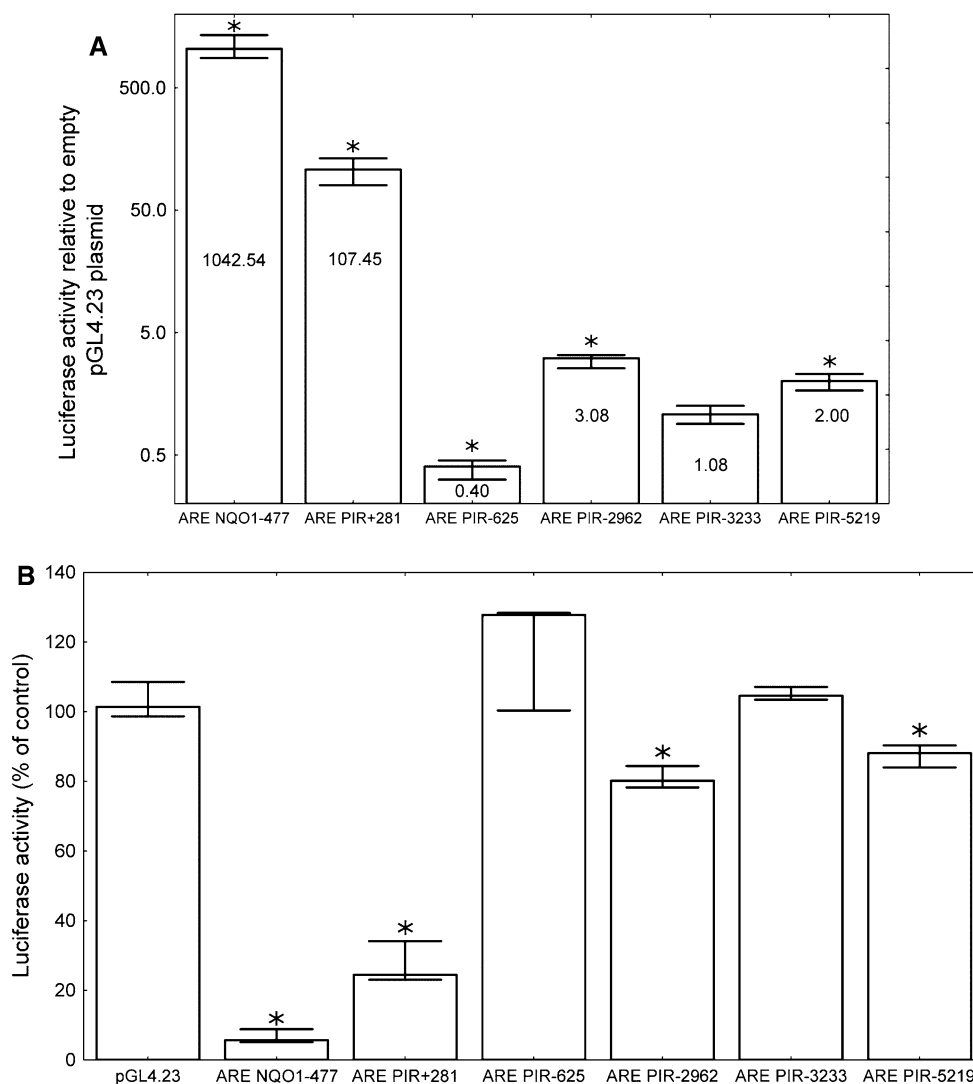 A
Luciferase activity relative to empty
pGL4.23 plasmid
500.0
50.0
5.0
0.5
*
*
*
*
*
1042.54
107.45
0.40
3.08
1.08
2.00
ARE NQO1-477
ARE PIR+281
ARE PIR-625
ARE PIR-2962
ARE PIR-3233
ARE PIR-5219
B
Luciferase activity (% of control)
140
120
100
80
60
40
20
0
*
*
*
*
pGL4.23
ARE NQO1-477
ARE PIR+281
ARE PIR-625
ARE PIR-2962
ARE PIR-3233
ARE PIR-5219